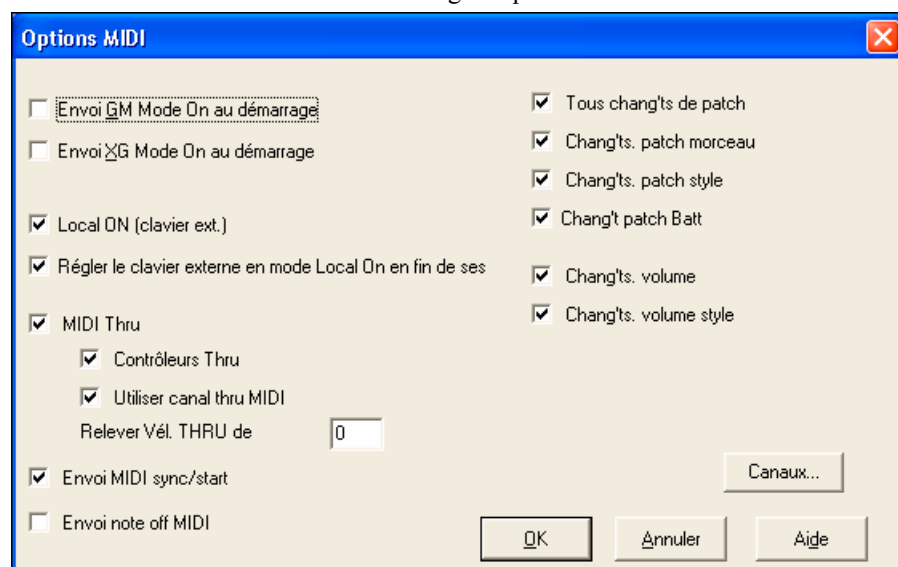 Options MIDI
Envoi GM Mode On au démarrage
Envoi XG Mode On au démarrage
Local ON (clavier ext.)
Régler le clavier externe en mode Local On en fin de ses
MIDI Thru
Contrôleurs Thru
Utiliser canal thru MIDI
Relever Vél. THRU de 0
Envoi MIDI sync/start
Envoi note off MIDI
Tous chang'ts de patch
Chang'ts. patch morceau
Chang'ts. patch style
Chang't patch Batt
Chang'ts. volume
Chang'ts. volume style
Canaux...
OK Annuler Aide